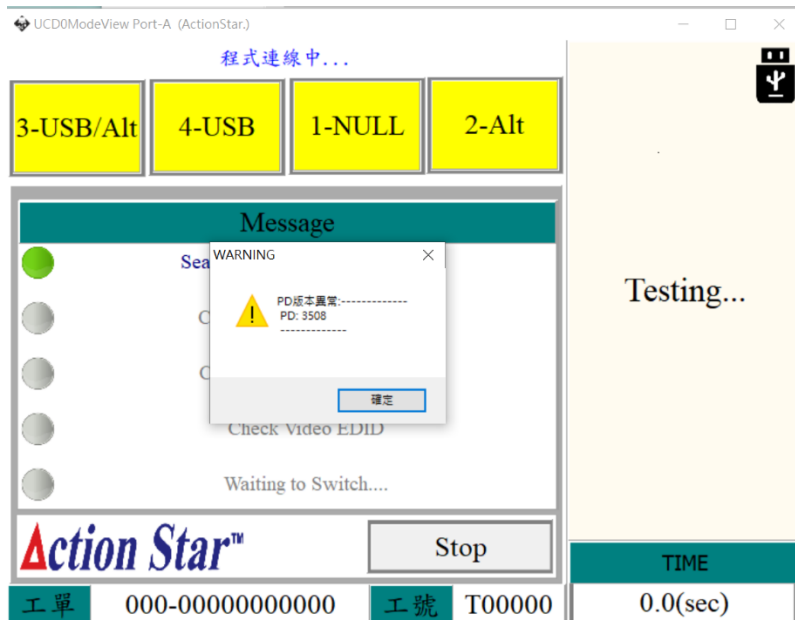 UCD0ModeView Port-A (ActionStar.)
程式連線中...
3-USB/Alt
4-USB
1-NULL
2-Alt
Message
Sea
WARNING
PD版本異常:-------------
PD: 3508
-------------
確定
Check Video EDID
Waiting to Switch....
Action Star™
Stop
工單
000-00000000000
工號
T00000
Testing...
TIME
0.0(sec)